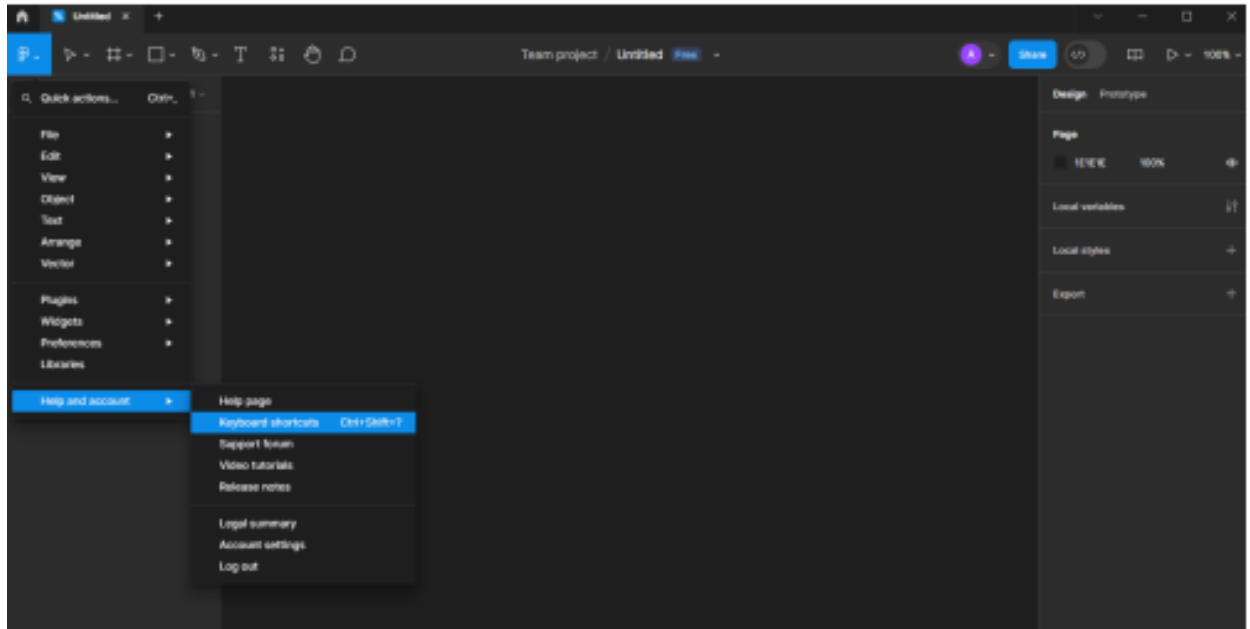 Untitled
Team project / Untitled Free
Share
100%
Quick actions... Ctrl+,
File
Edit
View
Object
Text
Arrange
Vector
Plugins
Widgets
Preferences
Libraries
Help and account
Help page
Keyboard shortcuts Ctrl+Shift+?
Support forum
Video tutorials
Release notes
Legal summary
Account settings
Log out
Design Prototype
Page
1E1E1E 100%
Local variables
Local styles
Export